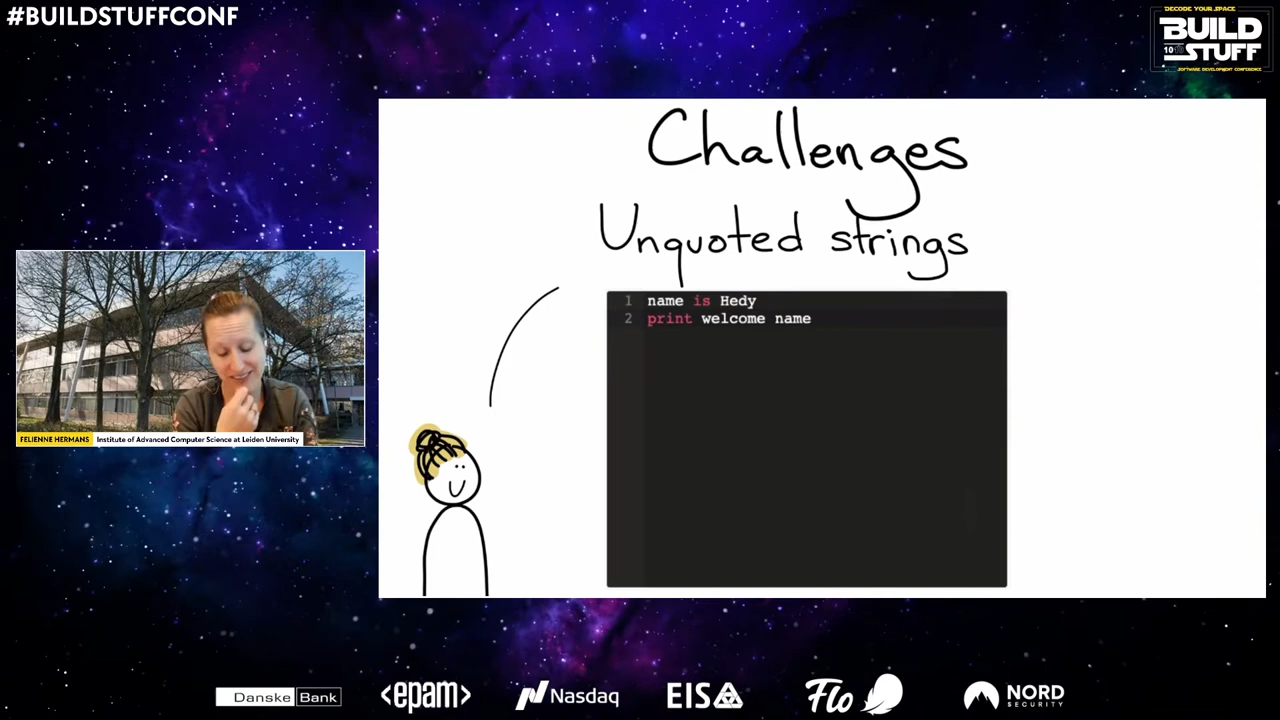 #BUILDSTUFFCONF
DECODE YOUR SPACE
BUILD
STUFF
SOFTWARE DEVELOPMENT CONFERENCE
Challenges
Unquoted strings
1 name is Hedy
2 print welcome name
FELIENNE HERMANS Institute of Advanced Computer Science at Leiden University
Danske Bank
<epam>
Nasdaq
EIS
Flo
NORD
SECURITY